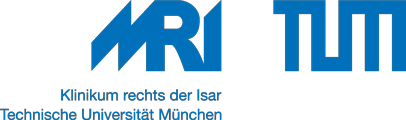 MRI TUM
Klinikum rechts der Isar
Technische Universität München